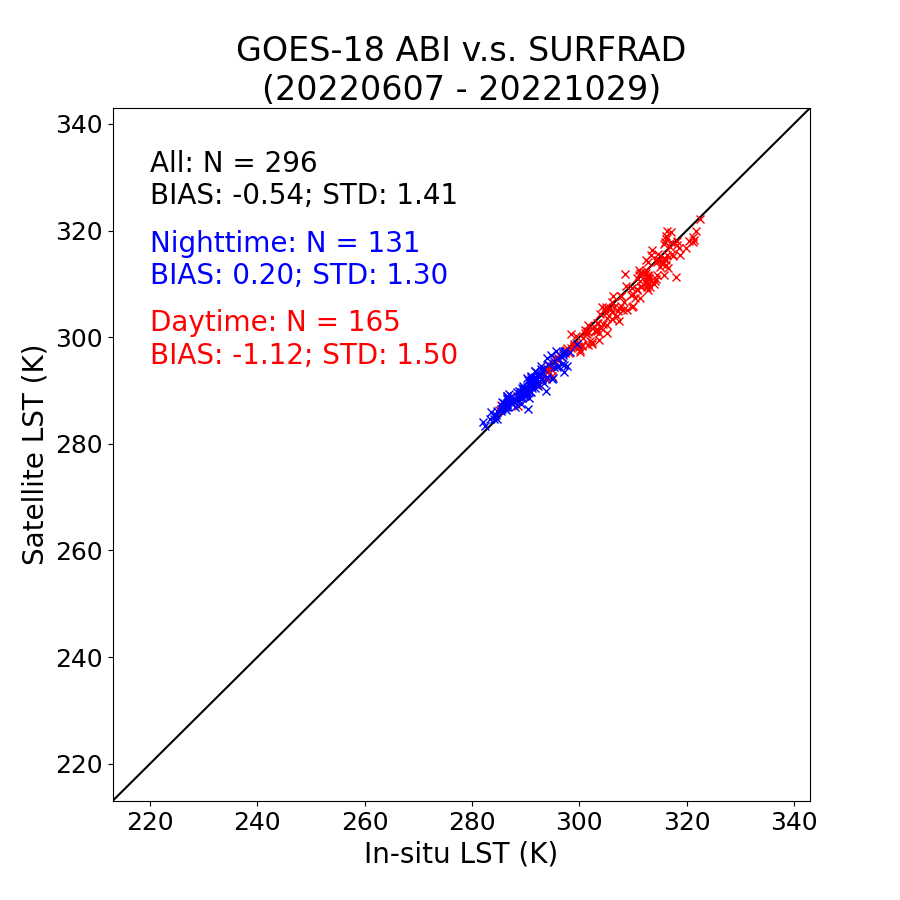 GOES-18 ABI v.s. SURFRAD
(20220607 - 20221029)
All: N = 296
BIAS: -0.54; STD: 1.41
Nighttime: N = 131
BIAS: 0.20; STD: 1.30
Daytime: N = 165
BIAS: -1.12; STD: 1.50
Satellite LST (K)
340
320
300
280
260
240
220
220 240 260 280 300 320 340
In-situ LST (K)